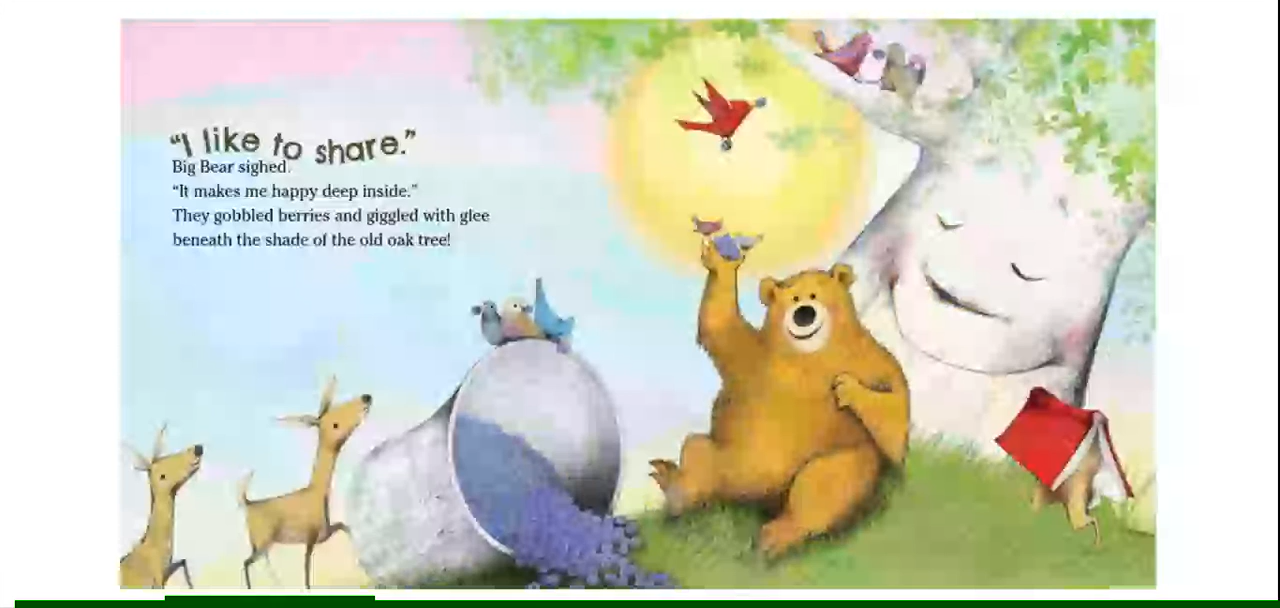 “I like to share.”
Big Bear sighed.
“It makes me happy deep inside.”
They gobbled berries and giggled with glee
beneath the shade of the old oak tree!